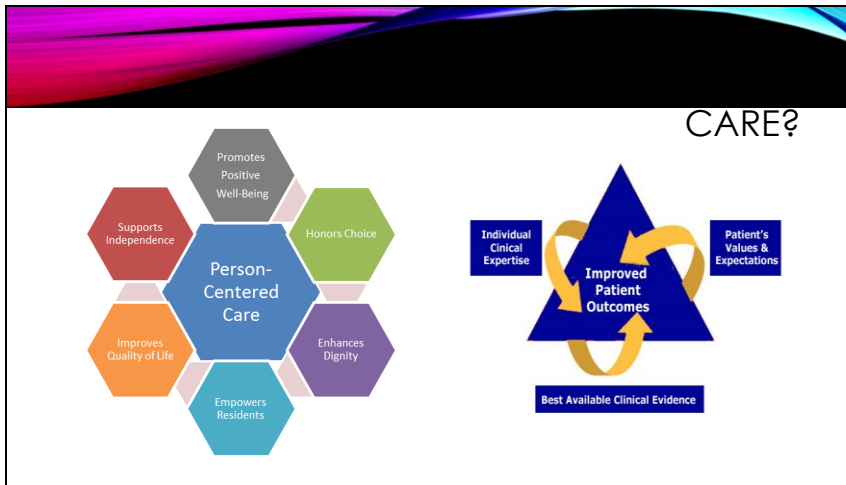 CARE?
Promotes
Positive
Well-Being
Supports
Independence
Honors Choice
Person-
Centered
Care
Improves
Quality of Life
Enhances
Dignity
Empowers
Residents
Individual
Clinical
Expertise
Patient's
Values &
Expectations
Improved
Patient
Outcomes
Best Available Clinical Evidence